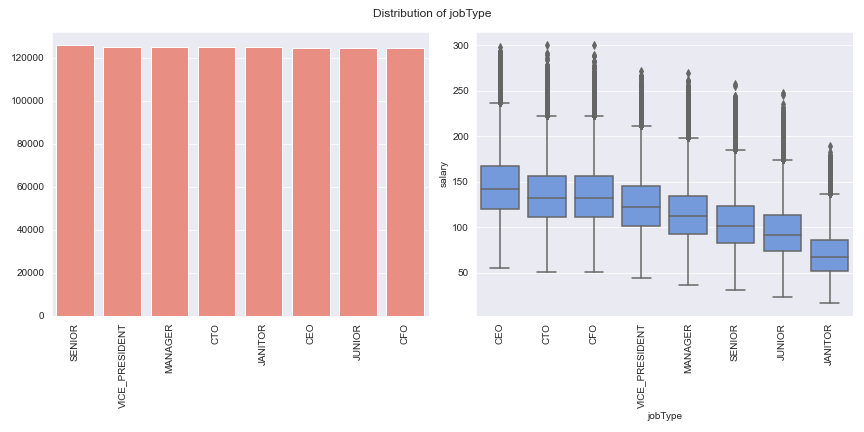 Distribution of jobType
120000
100000
80000
60000
40000
20000
0
SENIOR
VICE_PRESIDENT
MANAGER
CTO
JANITOR
CEO
JUNIOR
CFO
300
250
200
150
100
50
salary
CEO
CTO
CFO
VICE_PRESIDENT
MANAGER
SENIOR
JUNIOR
JANITOR
jobType